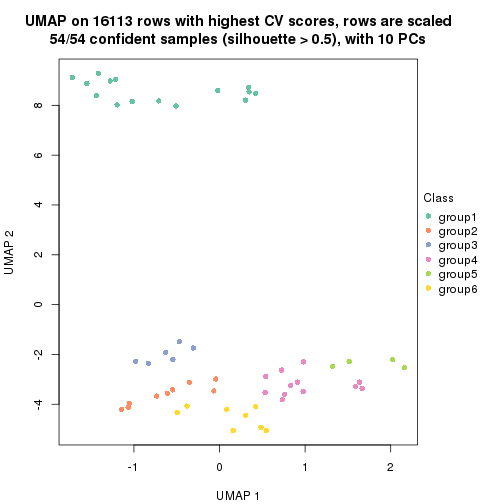 UMAP on 16113 rows with highest CV scores, rows are scaled
54/54 confident samples (silhouette > 0.5), with 10 PCs
8
6
4
2
0
-2
-4
UMAP 2
-1
0
1
2
UMAP 1
Class
group1
group2
group3
group4
group5
group6